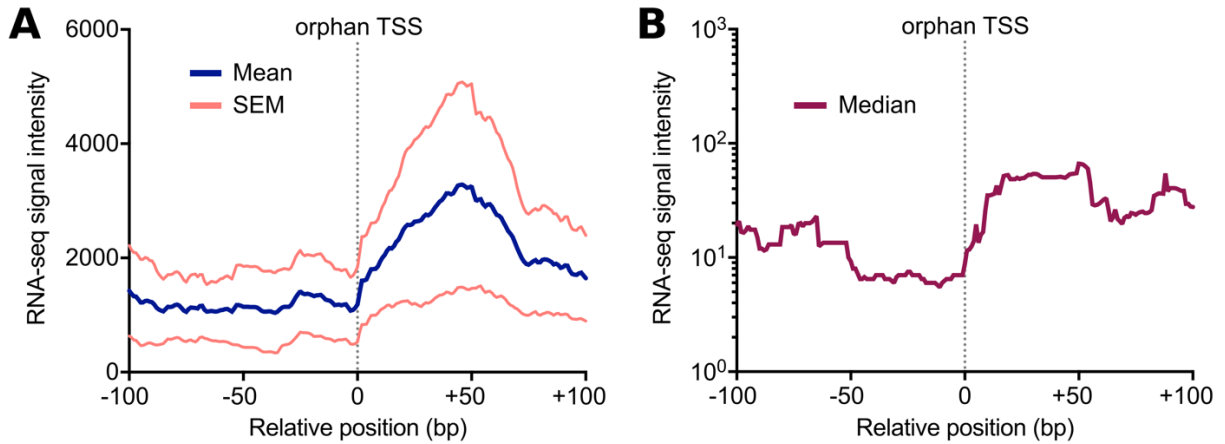 A
orphan TSS
Mean
SEM
RNA-seq signal intensity
6000
4000
2000
0
-100
-50
0
+50
+100
Relative position (bp)
B
orphan TSS
Median
RNA-seq signal intensity
10³
10²
10¹
10⁰
-100
-50
0
+50
+100
Relative position (bp)